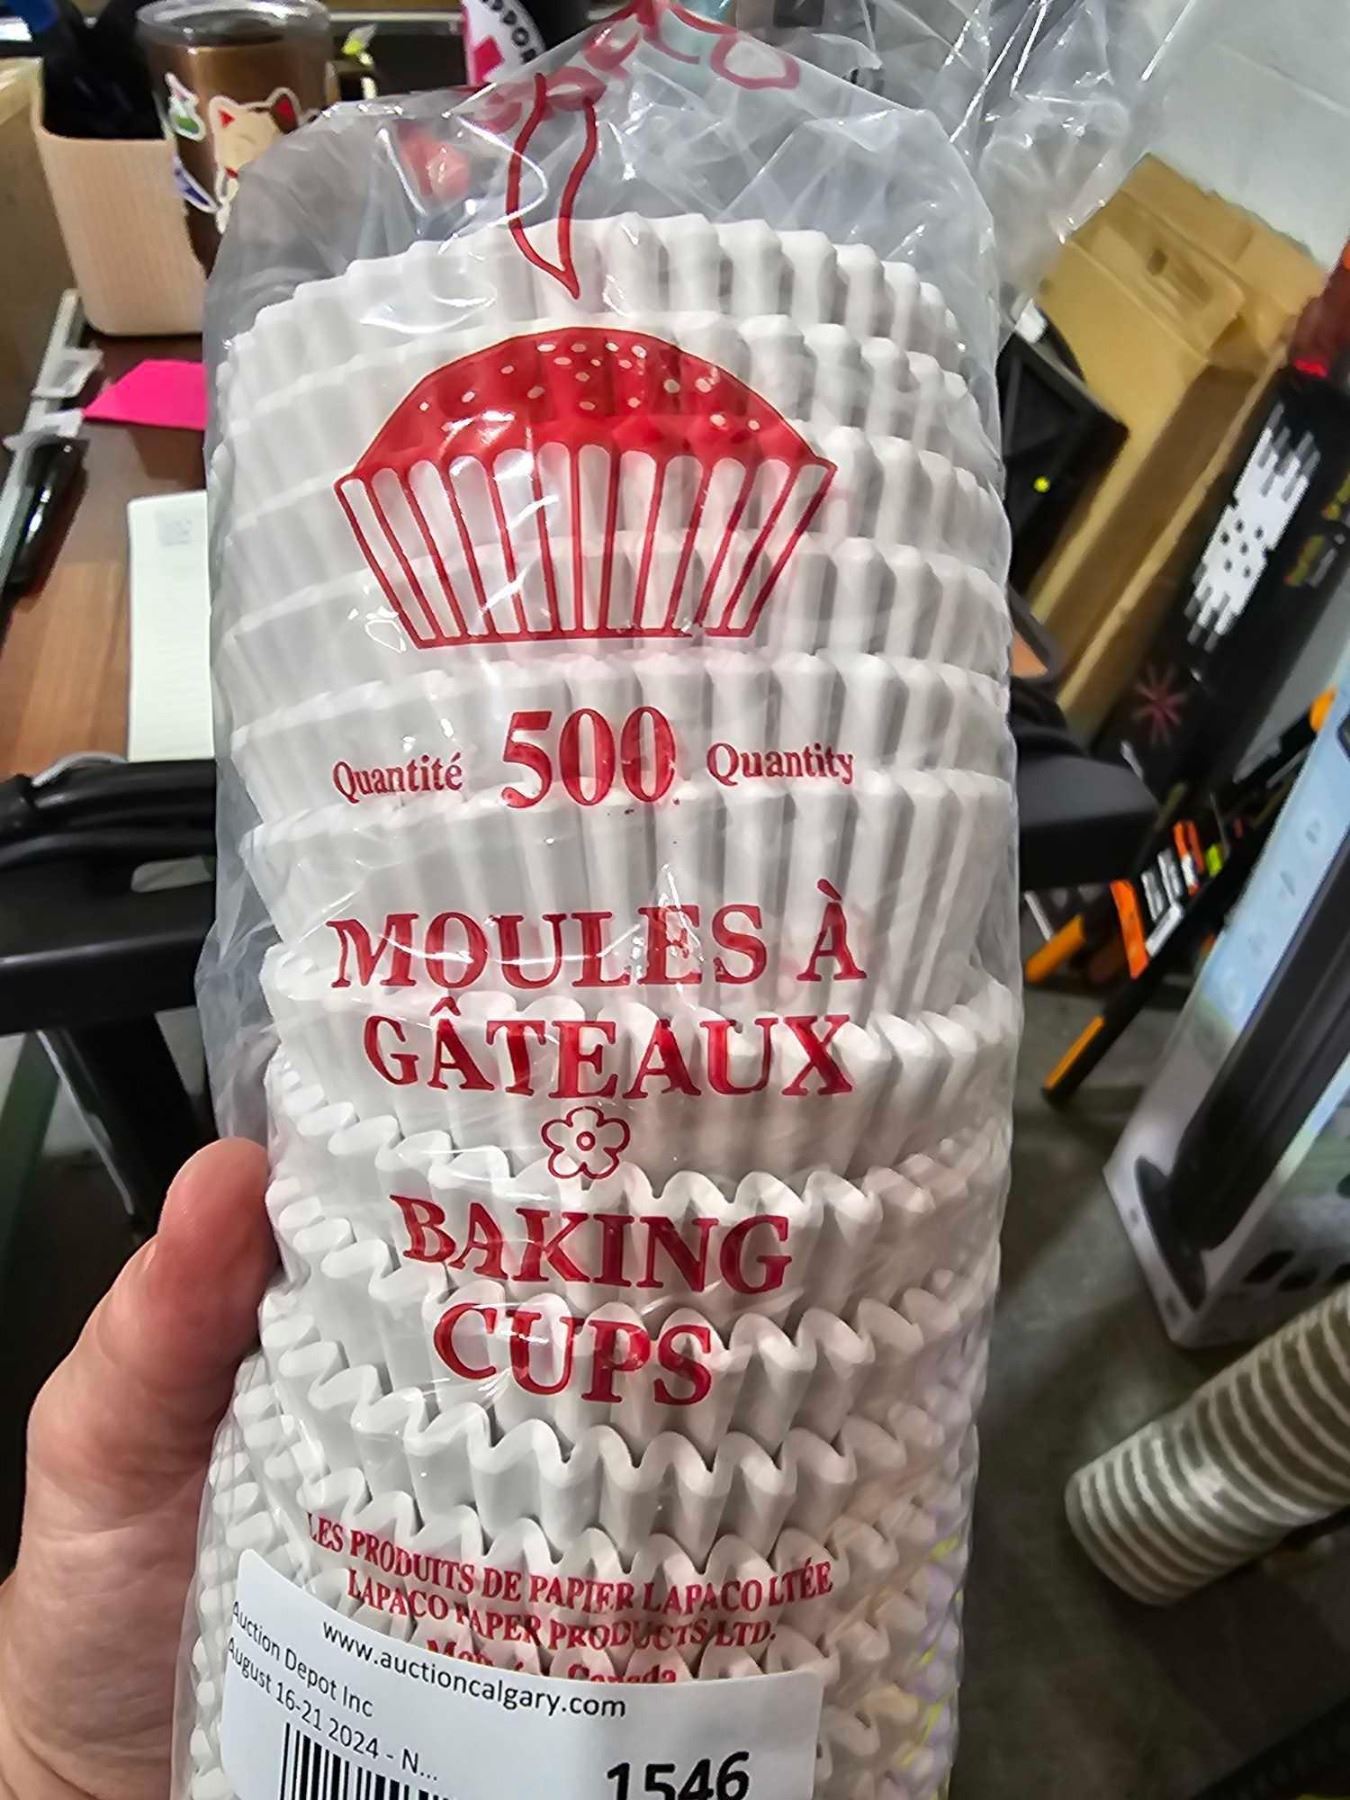 Quantité 500 Quantity
MOULES À
GÂTEAUX
BAKING
CUPS
LES PRODUITS DE PAPIER LAPACO LTÉE
LAPACO PAPER PRODUCTS LTD.
Canada
www.auctioncalgary.com
Auction Depot Inc
August 16-21 2024 - N...
1546